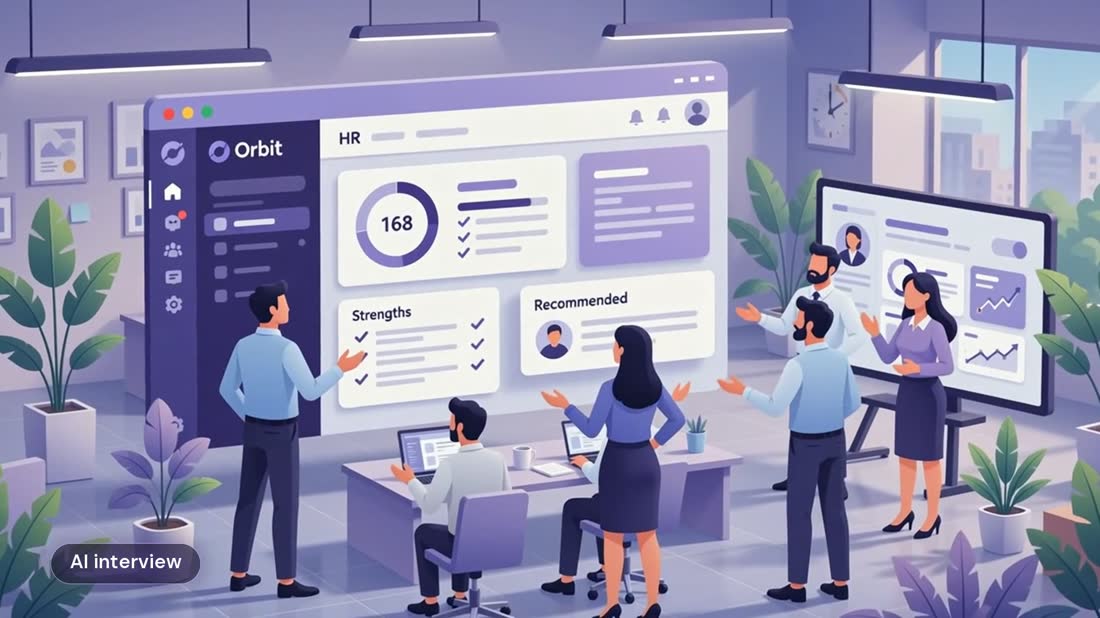 Orbit
HR
168
Strengths
Recommended
AI interview